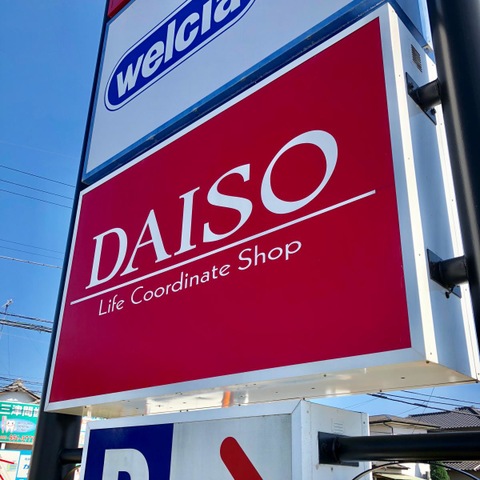 welcia
DAISO
Life Coordinate Shop
P